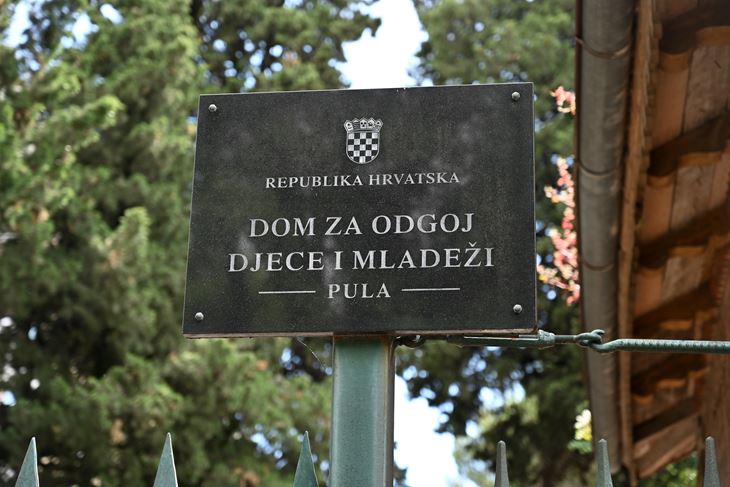 REPUBLIKA HRVATSKA
DOM ZA ODGOJ
DJECE I MLADEŽI
PULA